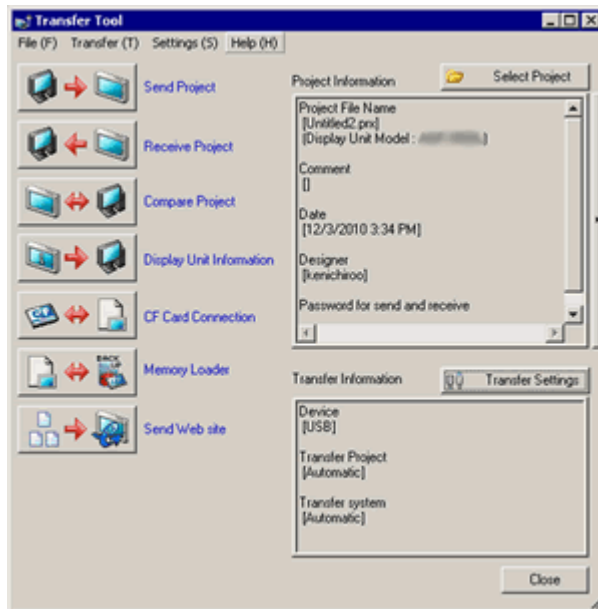 Transfer Tool
File (F) Transfer (T) Settings (S) Help (H)
Send Project
Receive Project
Compare Project
Display Unit Information
CF Card Connection
Memory Loader
Send Web site
Project Information
Select Project
Project File Name
[Untitled2.prx]
(Display Unit Model : )
Comment
[]
Date
[12/3/2010 3:34 PM]
Designer
[kenichiroo]
Password for send and receive
Transfer Information
Transfer Settings
Device
[USB]
Transfer Project
[Automatic]
Transfer system
[Automatic]
Close